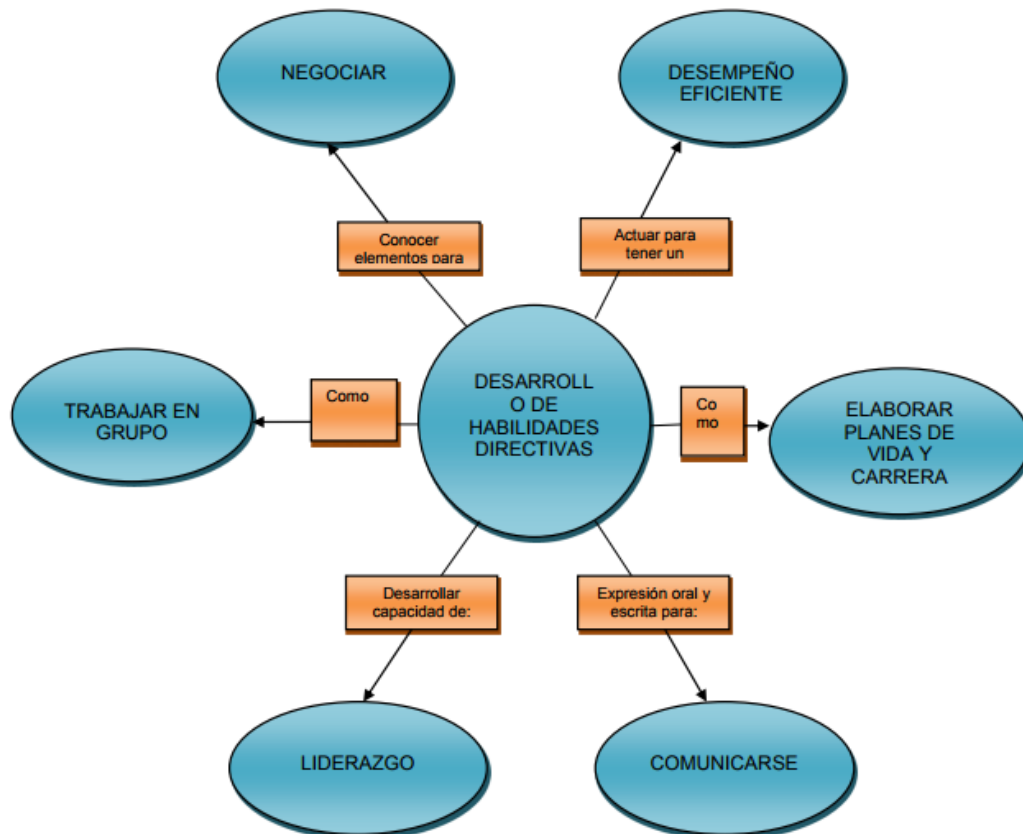 NEGOCIAR
DESEMPEÑO
EFICIENTE
Conocer
elementos para
Actuar para
tener un
DESARROLL
O DE
HABILIDADES
DIRECTIVAS
Como
TRABAJAR EN
GRUPO
Co
mo
ELABORAR
PLANES DE
VIDA Y
CARRERA
Desarrollar
capacidad de:
Expresión oral y
escrita para:
LIDERAZGO
COMUNICARSE